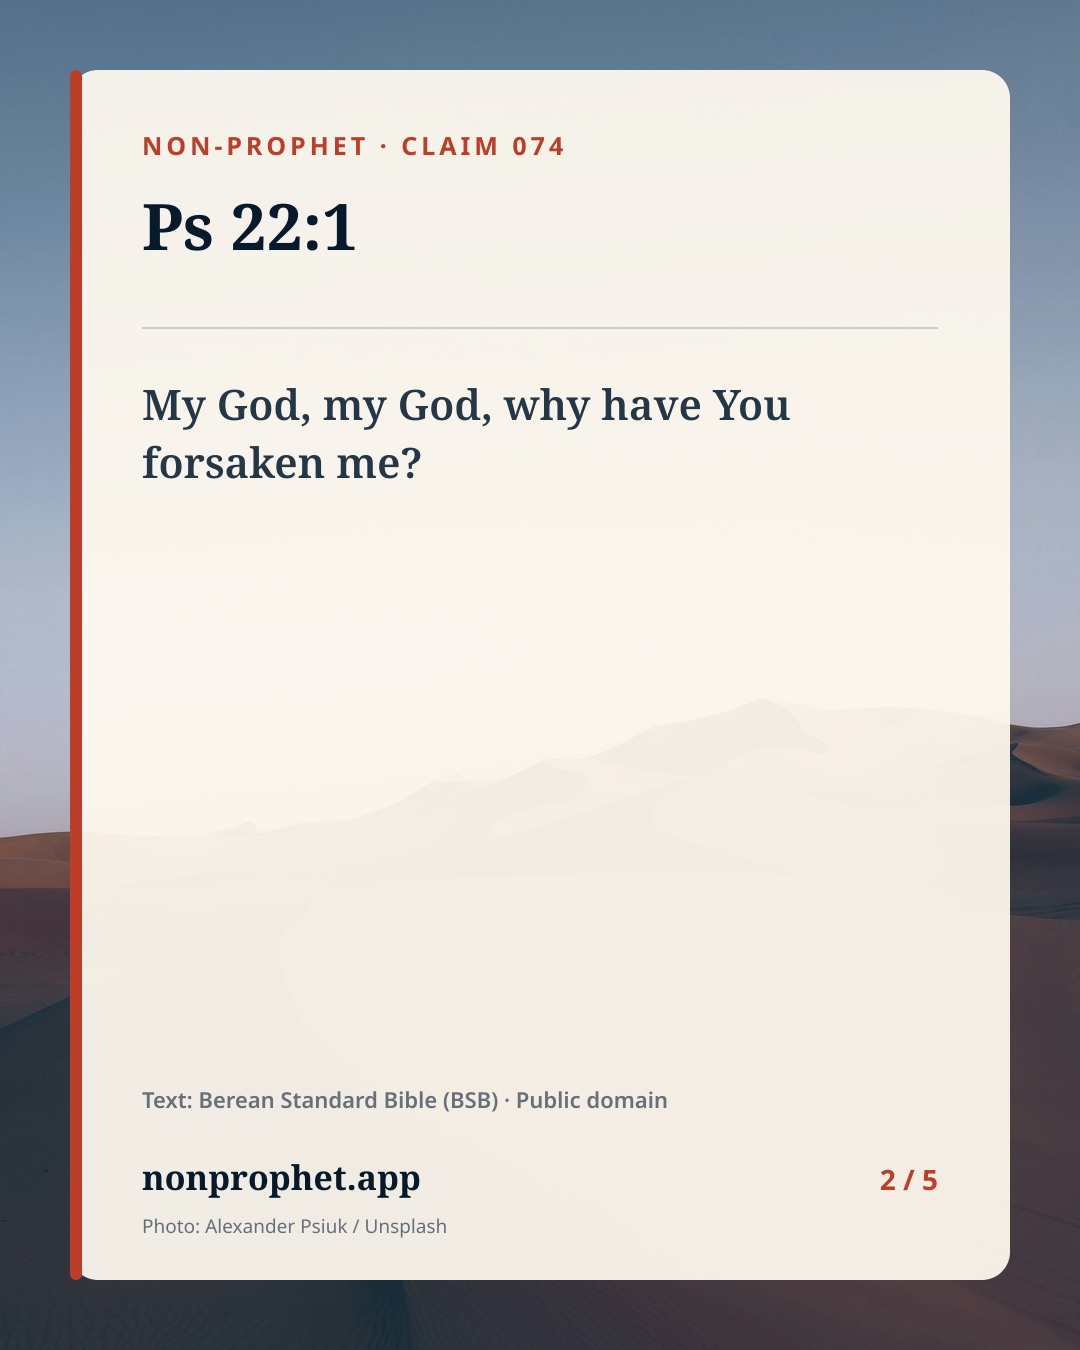 NON-PROPHET · CLAIM 074
Ps 22:1
My God, my God, why have You
forsaken me?
Text: Berean Standard Bible (BSB) · Public domain
nonprophet.app
2 / 5
Photo: Alexander Psiuk / Unsplash